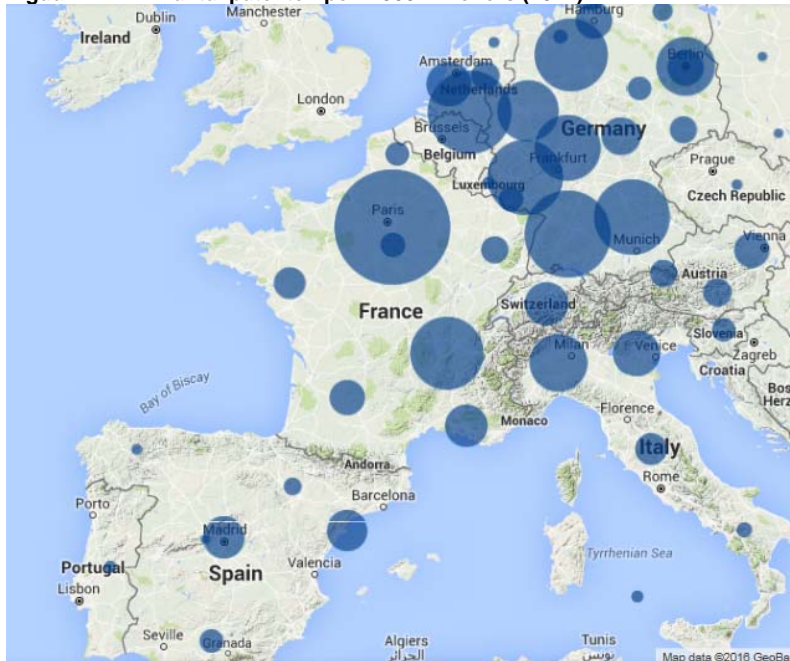 Manchester
Hamburg
Dublin
Ireland
Amsterdam
Berlin
Netherlands
London
Brussels
Germany
Belgium
Frankfurt
Prague
Luxembourg
Czech Republic
Paris
Munich
Vienna
Austria
Switzerland
France
Slovenia
Milan
Venice
Zagreb
Croatia
Bay of Biscay
Florence
Monaco
Andorra
Italy
Rome
Barcelona
Porto
Madrid
Tyrrhenian Sea
Portugal
Spain
Valencia
Lisbon
Seville
Granada
Algiers
الجزائر
Tunis
تونس
Map data ©2016